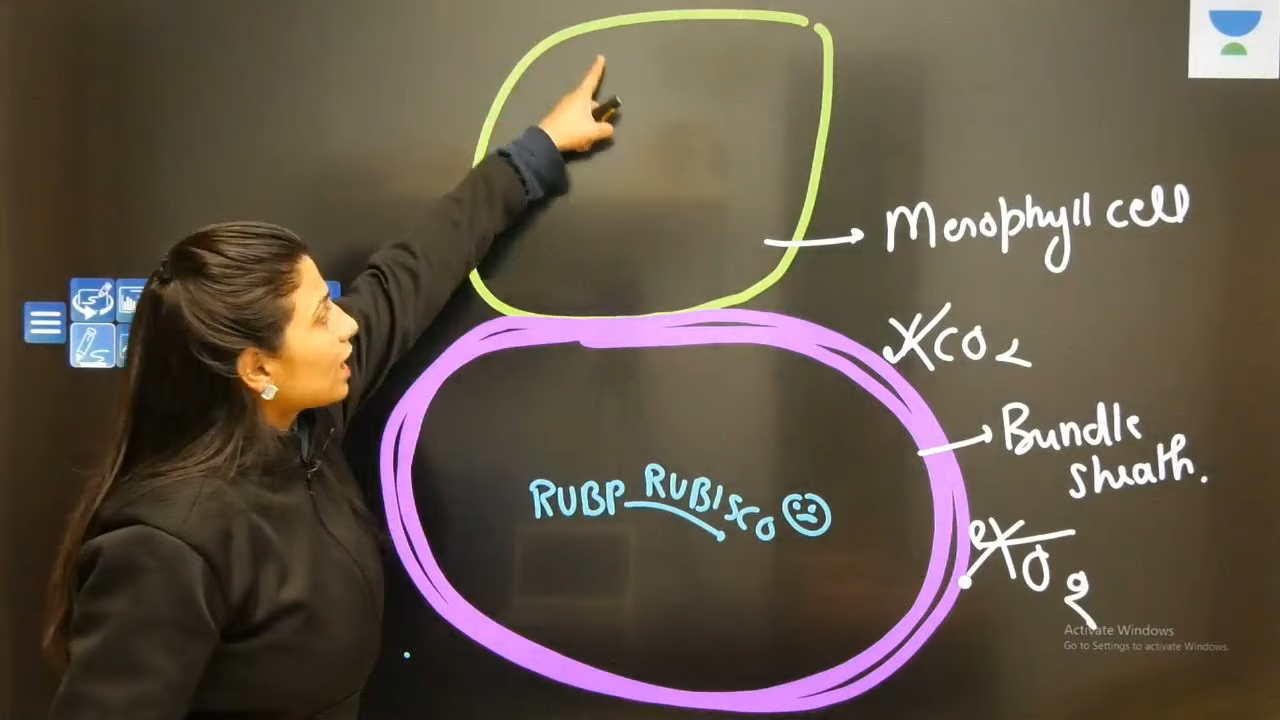 Mesophyll cell
CO2
Bundle
sheath.
RUBP RUBISCO
O2
Activate Windows
Go to Settings to activate Windows.